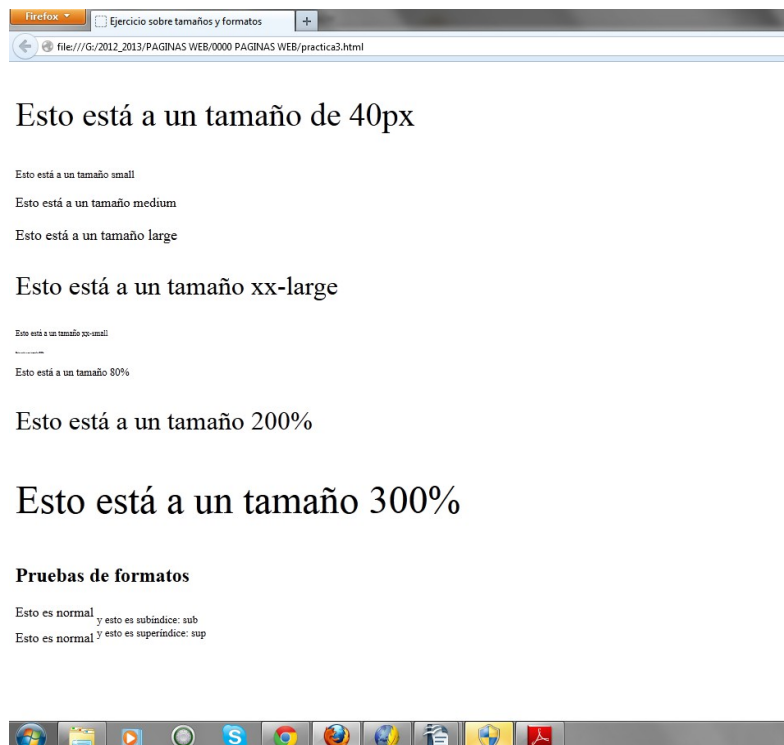 Firefox
Ejercicio sobre tamaños y formatos
file:///G:/2012_2013/PAGINAS WEB/0000 PAGINAS WEB/practica3.html
Esto está a un tamaño de 40px
Esto está a un tamaño small
Esto está a un tamaño medium
Esto está a un tamaño large
Esto está a un tamaño xx-large
Esto está a un tamaño xx-small
Esto está a un tamaño 80%
Esto está a un tamaño 200%
Esto está a un tamaño 300%
Pruebas de formatos
Esto es normal y esto es subíndice: sub
Esto es normal y esto es superíndice: sup